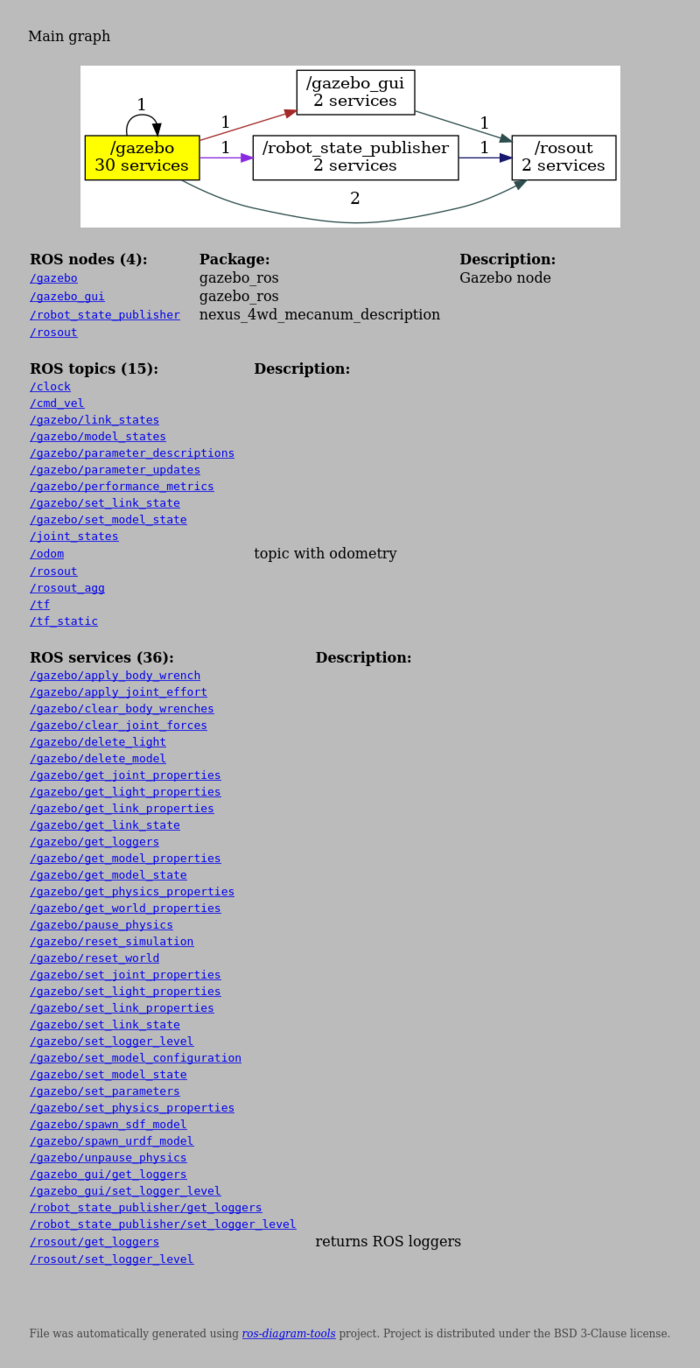 Main graph
/gazebo_gui
2 services
1
1
1
/gazebo
30 services
1
/robot_state_publisher
2 services
1
/rosout
2 services
2
ROS nodes (4): Package: Description:
/gazebo gazebo_ros Gazebo node
/gazebo_gui gazebo_ros
/robot_state_publisher nexus_4wd_mecanum_description
/rosout
ROS topics (15): Description:
/clock
/cmd_vel
/gazebo/link_states
/gazebo/model_states
/gazebo/parameter_descriptions
/gazebo/parameter_updates
/gazebo/performance_metrics
/gazebo/set_link_state
/gazebo/set_model_state
/joint_states
/odom topic with odometry
/rosout
/rosout_agg
/tf
/tf_static
ROS services (36): Description:
/gazebo/apply_body_wrench
/gazebo/apply_joint_effort
/gazebo/clear_body_wrenches
/gazebo/clear_joint_forces
/gazebo/delete_light
/gazebo/delete_model
/gazebo/get_joint_properties
/gazebo/get_light_properties
/gazebo/get_link_properties
/gazebo/get_link_state
/gazebo/get_loggers
/gazebo/get_model_properties
/gazebo/get_model_state
/gazebo/get_physics_properties
/gazebo/get_world_properties
/gazebo/pause_physics
/gazebo/reset_simulation
/gazebo/reset_world
/gazebo/set_joint_properties
/gazebo/set_light_properties
/gazebo/set_link_properties
/gazebo/set_link_state
/gazebo/set_logger_level
/gazebo/set_model_configuration
/gazebo/set_model_state
/gazebo/set_parameters
/gazebo/set_physics_properties
/gazebo/spawn_sdf_model
/gazebo/spawn_urdf_model
/gazebo/unpause_physics
/gazebo_gui/get_loggers
/gazebo_gui/set_logger_level
/robot_state_publisher/get_loggers
/robot_state_publisher/set_logger_level
/rosout/get_loggers returns ROS loggers
/rosout/set_logger_level
File was automatically generated using ros-diagram-tools project. Project is distributed under the BSD 3-Clause license.